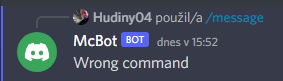 Hudiny04 použil/a /message
McBot BOT dnes v 15:52
Wrong command